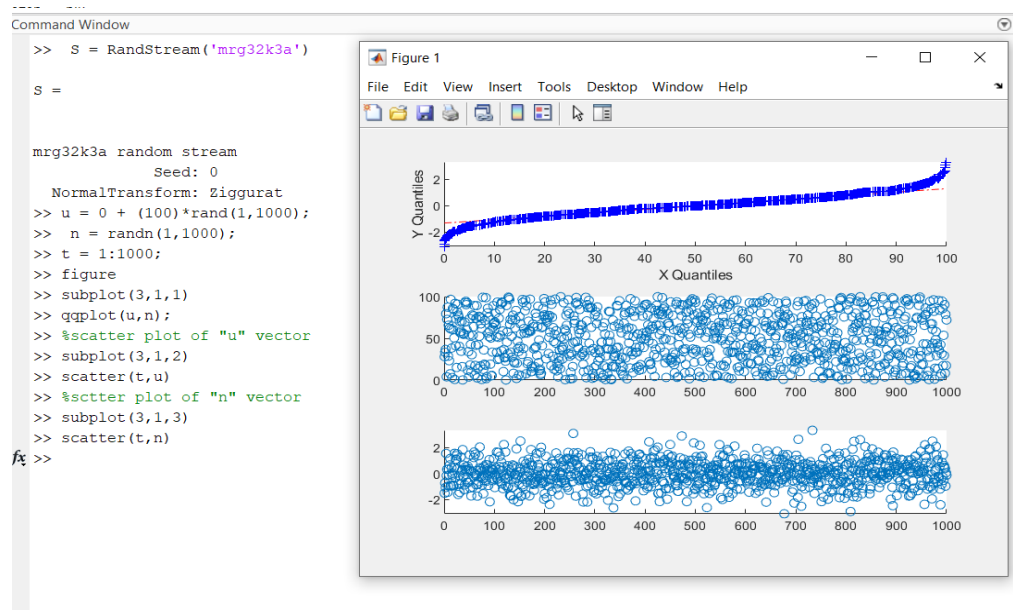 Command Window
>> S = RandStream('mrg32k3a')
S =
mrg32k3a random stream
Seed: 0
NormalTransform: Ziggurat
>> u = 0 + (100)*rand(1,1000);
>> n = randn(1,1000);
>> t = 1:1000;
>> figure
>> subplot(3,1,1)
>> qqplot(u,n);
>> %scatter plot of "u" vector
>> subplot(3,1,2)
>> scatter(t,u)
>> %sctter plot of "n" vector
>> subplot(3,1,3)
>> scatter(t,n)
fx >>
Figure 1
File Edit View Insert Tools Desktop Window Help
Y Quantiles
2
0
-2
0 10 20 30 40 50 60 70 80 90 100
X Quantiles
100
50
0
0 100 200 300 400 500 600 700 800 900 1000
2
0
-2
0 100 200 300 400 500 600 700 800 900 1000